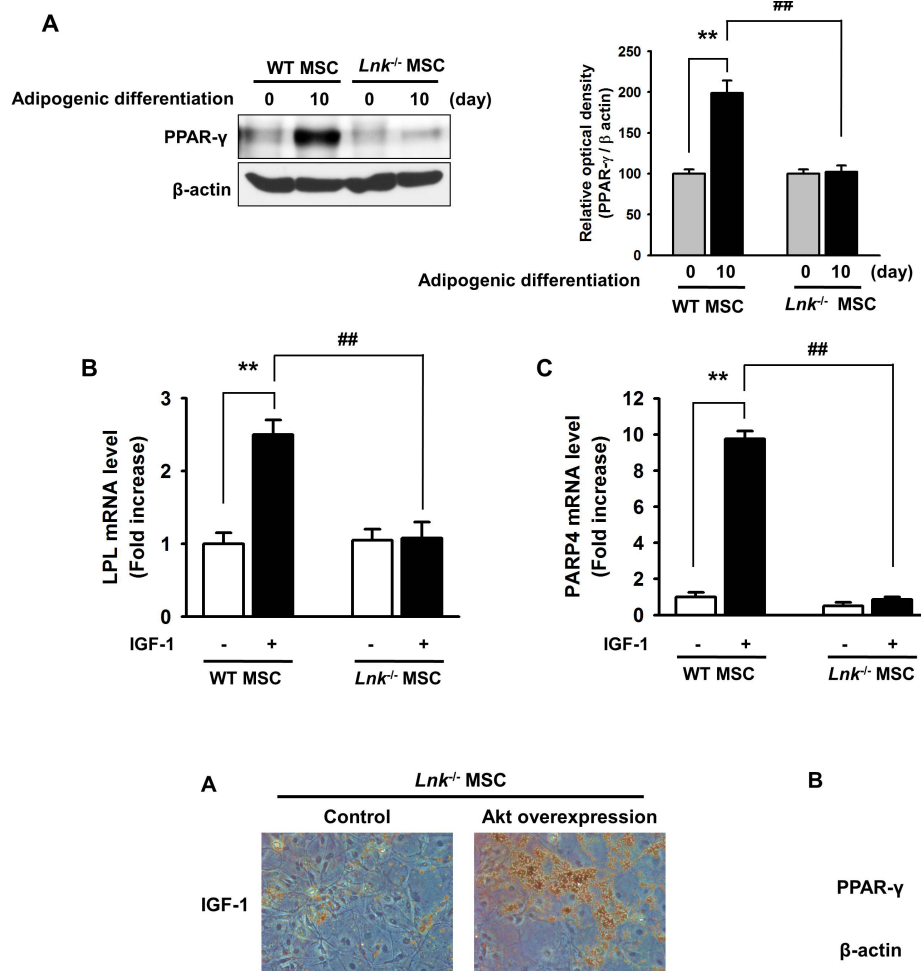 A
WT MSC Lnk-/- MSC
Adipogenic differentiation 0 10 0 10 (day)
PPAR-γ
β-actin
##
**
Relative optical density
(PPAR-γ / β actin)
250
200
150
100
50
0
Adipogenic differentiation 0 10 0 10 (day)
WT MSC Lnk-/- MSC
B
##
**
LPL mRNA level
(Fold increase)
3
2
1
0
IGF-1 - + - +
WT MSC Lnk-/- MSC
C
##
**
PARP4 mRNA level
(Fold increase)
12
10
8
6
4
2
0
IGF-1 - + - +
WT MSC Lnk-/- MSC
A
Lnk-/- MSC
Control Akt overexpression
IGF-1
B
PPAR-γ
β-actin